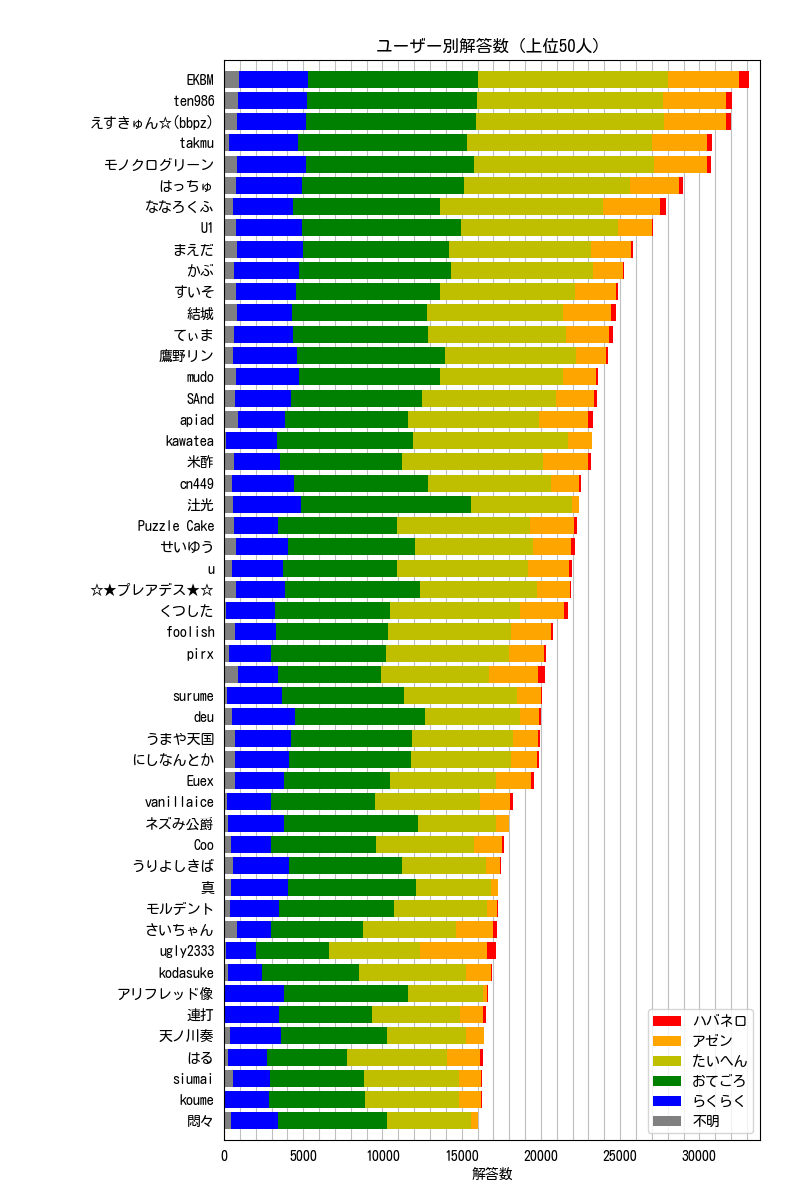 ユーザー別解答数 (上位50人)
EKBM
ten986
えすきゅん☆(bbpz)
takmu
モノクログリーン
はっちゅ
ななろくふ
U1
まえだ
かぶ
すいそ
結城
てぃま
鷹野リン
mudo
SAnd
apiad
kawatea
米酢
cn449
汢光
Puzzle Cake
せいゆう
u
☆★プレアデス★☆
くつした
foolish
pirx
surume
deu
うまや天国
にしなんとか
Euex
vanillaice
ネズみ公爵
Coo
うりよしきば
真
モルデント
さいちゃん
ugly2333
kodasuke
アリフレッド像
連打
天ノ川奏
はる
siumai
koume
悶々
ハバネロ
アゼン
たいへん
おてごろ
らくらく
不明
0 5000 10000 15000 20000 25000 30000
解答数